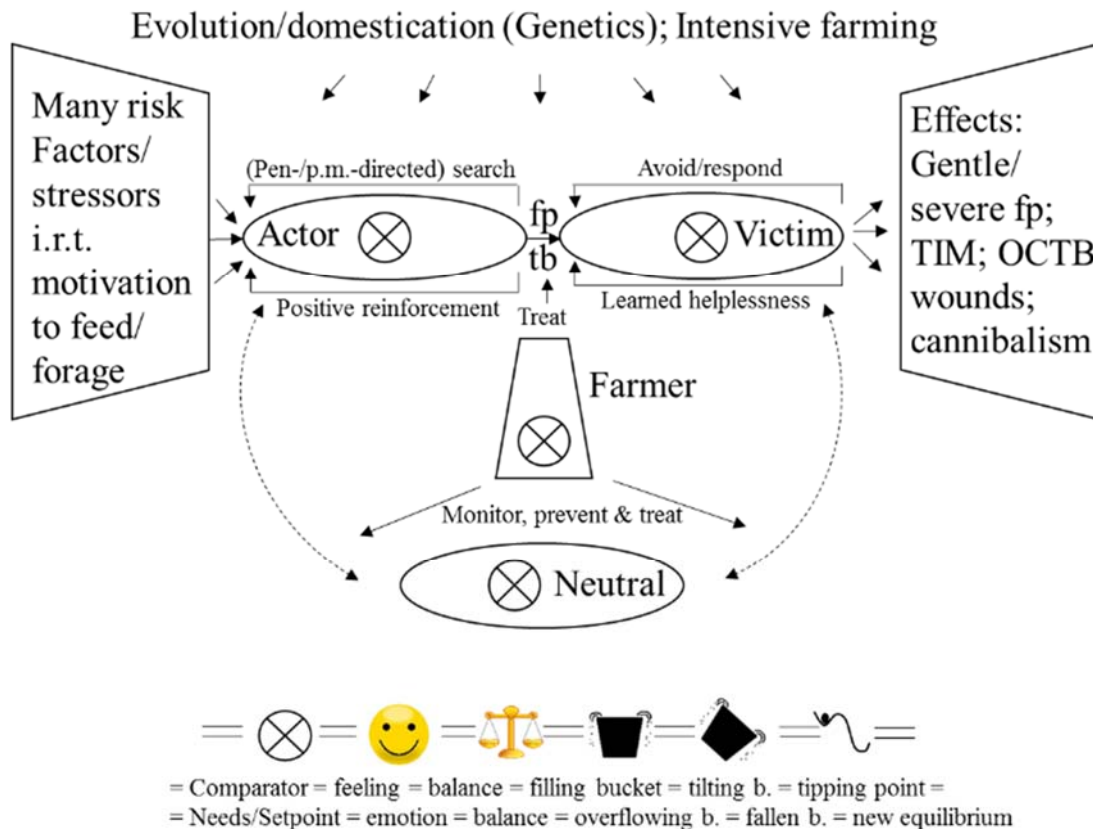 Evolution/domestication (Genetics); Intensive farming
Many risk
Factors/
stressors
i.r.t.
motivation
to feed/
forage
(Pen-/p.m.-directed) search
Actor
Positive reinforcement
fp
tb
Treat
Avoid/respond
Victim
Learned helplessness
Effects:
Gentle/
severe fp;
TIM; OCTB
wounds;
cannibalism
Farmer
Monitor, prevent & treat
Neutral
= Comparator = feeling = balance = filling bucket = tilting b. = tipping point =
= Needs/Setpoint = emotion = balance = overflowing b. = fallen b. = new equilibrium